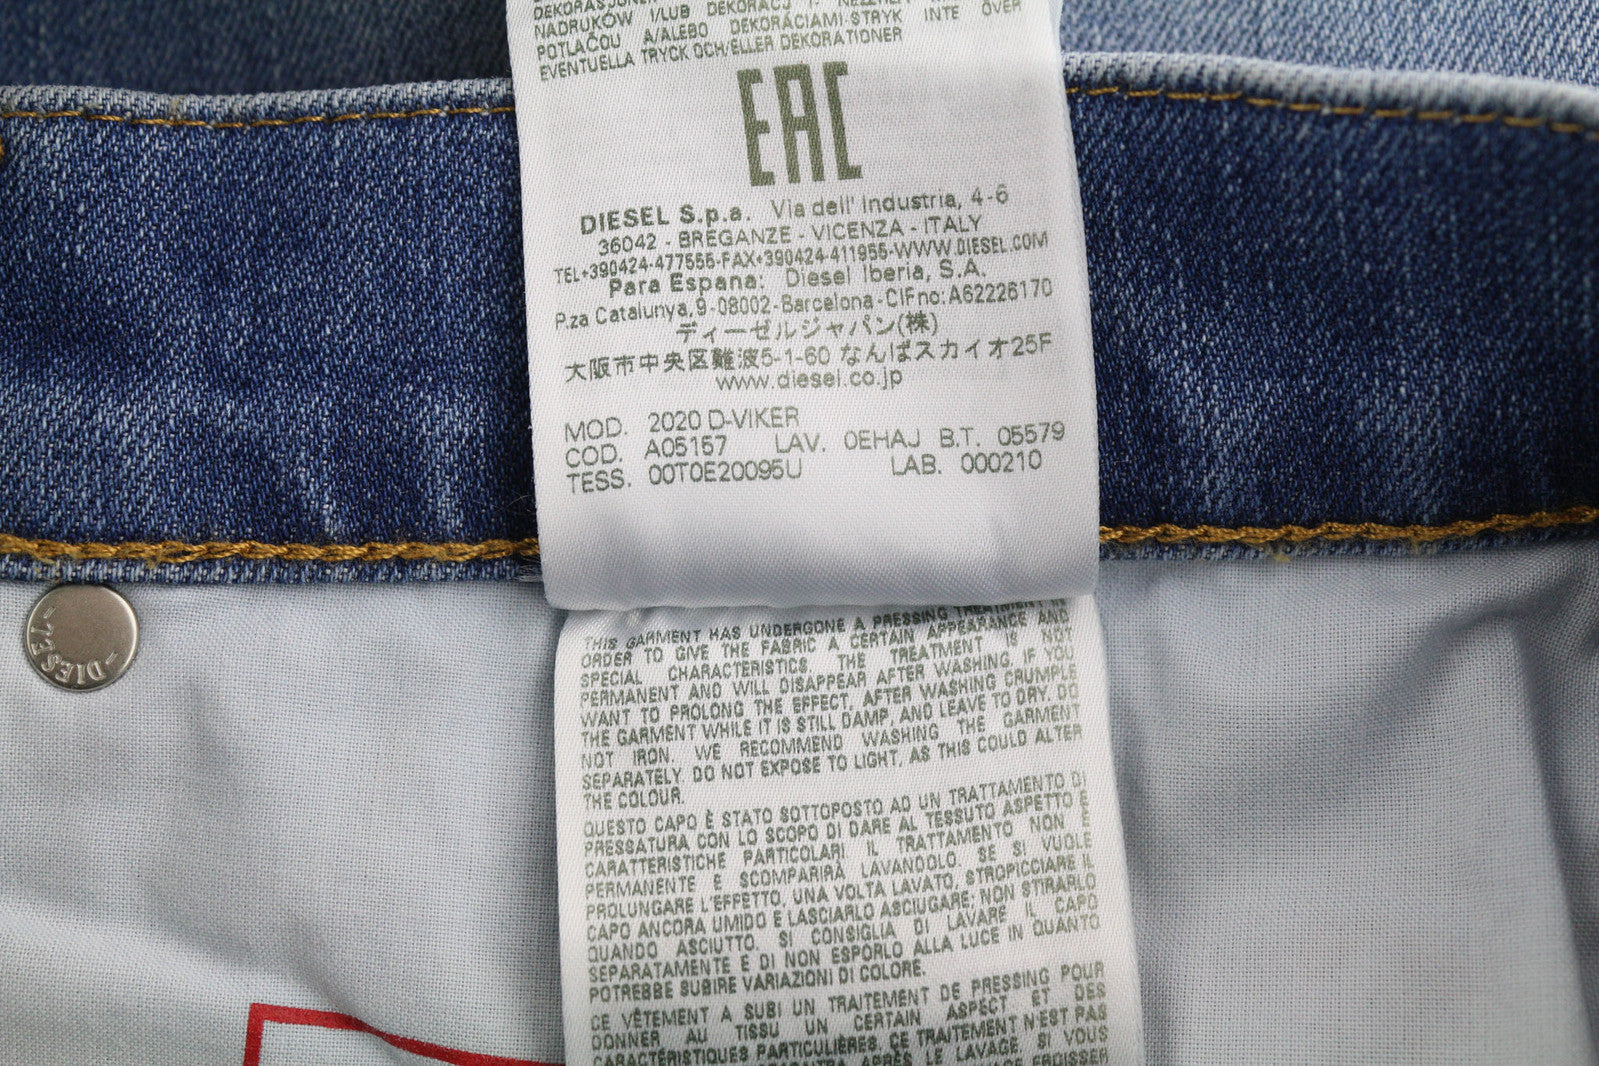 NADRUKÓW I/LUB DEKORACJ
POTLAČOU A/ALEBO DEKORÁCIAMI-STRYK INTE ÖVER
EVENTUELLA TRYCK OCH/ELLER DEKORATIONER
EAC
DIESEL S.p.a. Via dell' Industria, 4-6
36042 - BREGANZE - VICENZA - ITALY
TEL+390424-477555-FAX+390424-411955-WWW.DIESEL.COM
Para Espana: Diesel Iberia, S.A.
P.za Catalunya,9-08002-Barcelona-CIFno:A62226170
ディーゼルジャパン(株)
大阪市中央区難波5-1-60 なんばスカイオ25F
www.diesel.co.jp
MOD. 2020 D-VIKER
COD. A05157 LAV. 0EHAJ B.T. 05579
TESS. 00T0E20095U LAB. 000210
DIESEL
THIS GARMENT HAS UNDERGONE A PRESSING TREATMENT IN
ORDER TO GIVE THE FABRIC A CERTAIN APPEARANCE AND
SPECIAL CHARACTERISTICS. THE TREATMENT IS NOT
PERMANENT AND WILL DISAPPEAR AFTER WASHING. IF YOU
WANT TO PROLONG THE EFFECT, AFTER WASHING CRUMPLE
THE GARMENT WHILE IT IS STILL DAMP, AND LEAVE TO DRY. DO
NOT IRON. WE RECOMMEND WASHING THE GARMENT
SEPARATELY. DO NOT EXPOSE TO LIGHT, AS THIS COULD ALTER
THE COLOUR.
QUESTO CAPO È STATO SOTTOPOSTO AD UN TRATTAMENTO DI
PRESSATURA CON LO SCOPO DI DARE AL TESSUTO ASPETTO E
CARATTERISTICHE PARTICOLARI. IL TRATTAMENTO NON È
PERMANENTE E SCOMPARIRÀ LAVANDOLO. SE SI VUOLE
PROLUNGARE L'EFFETTO, UNA VOLTA LAVATO, STROPICCIARE IL
CAPO ANCORA UMIDO E LASCIARLO ASCIUGARE; NON STIRARLO
QUANDO ASCIUTTO. SI CONSIGLIA DI LAVARE IL CAPO
SEPARATAMENTE E DI NON ESPORLO ALLA LUCE IN QUANTO
POTREBBE SUBIRE VARIAZIONI DI COLORE.
CE VÊTEMENT A SUBI UN TRAITEMENT DE PRESSING POUR
DONNER AU TISSU UN CERTAIN ASPECT ET DES
CARACTÉRISTIQUES PARTICULIÈRES. CE TRAITEMENT N'EST PAS
APRÈS LE LAVAGE. SI VOUS
FROISSER